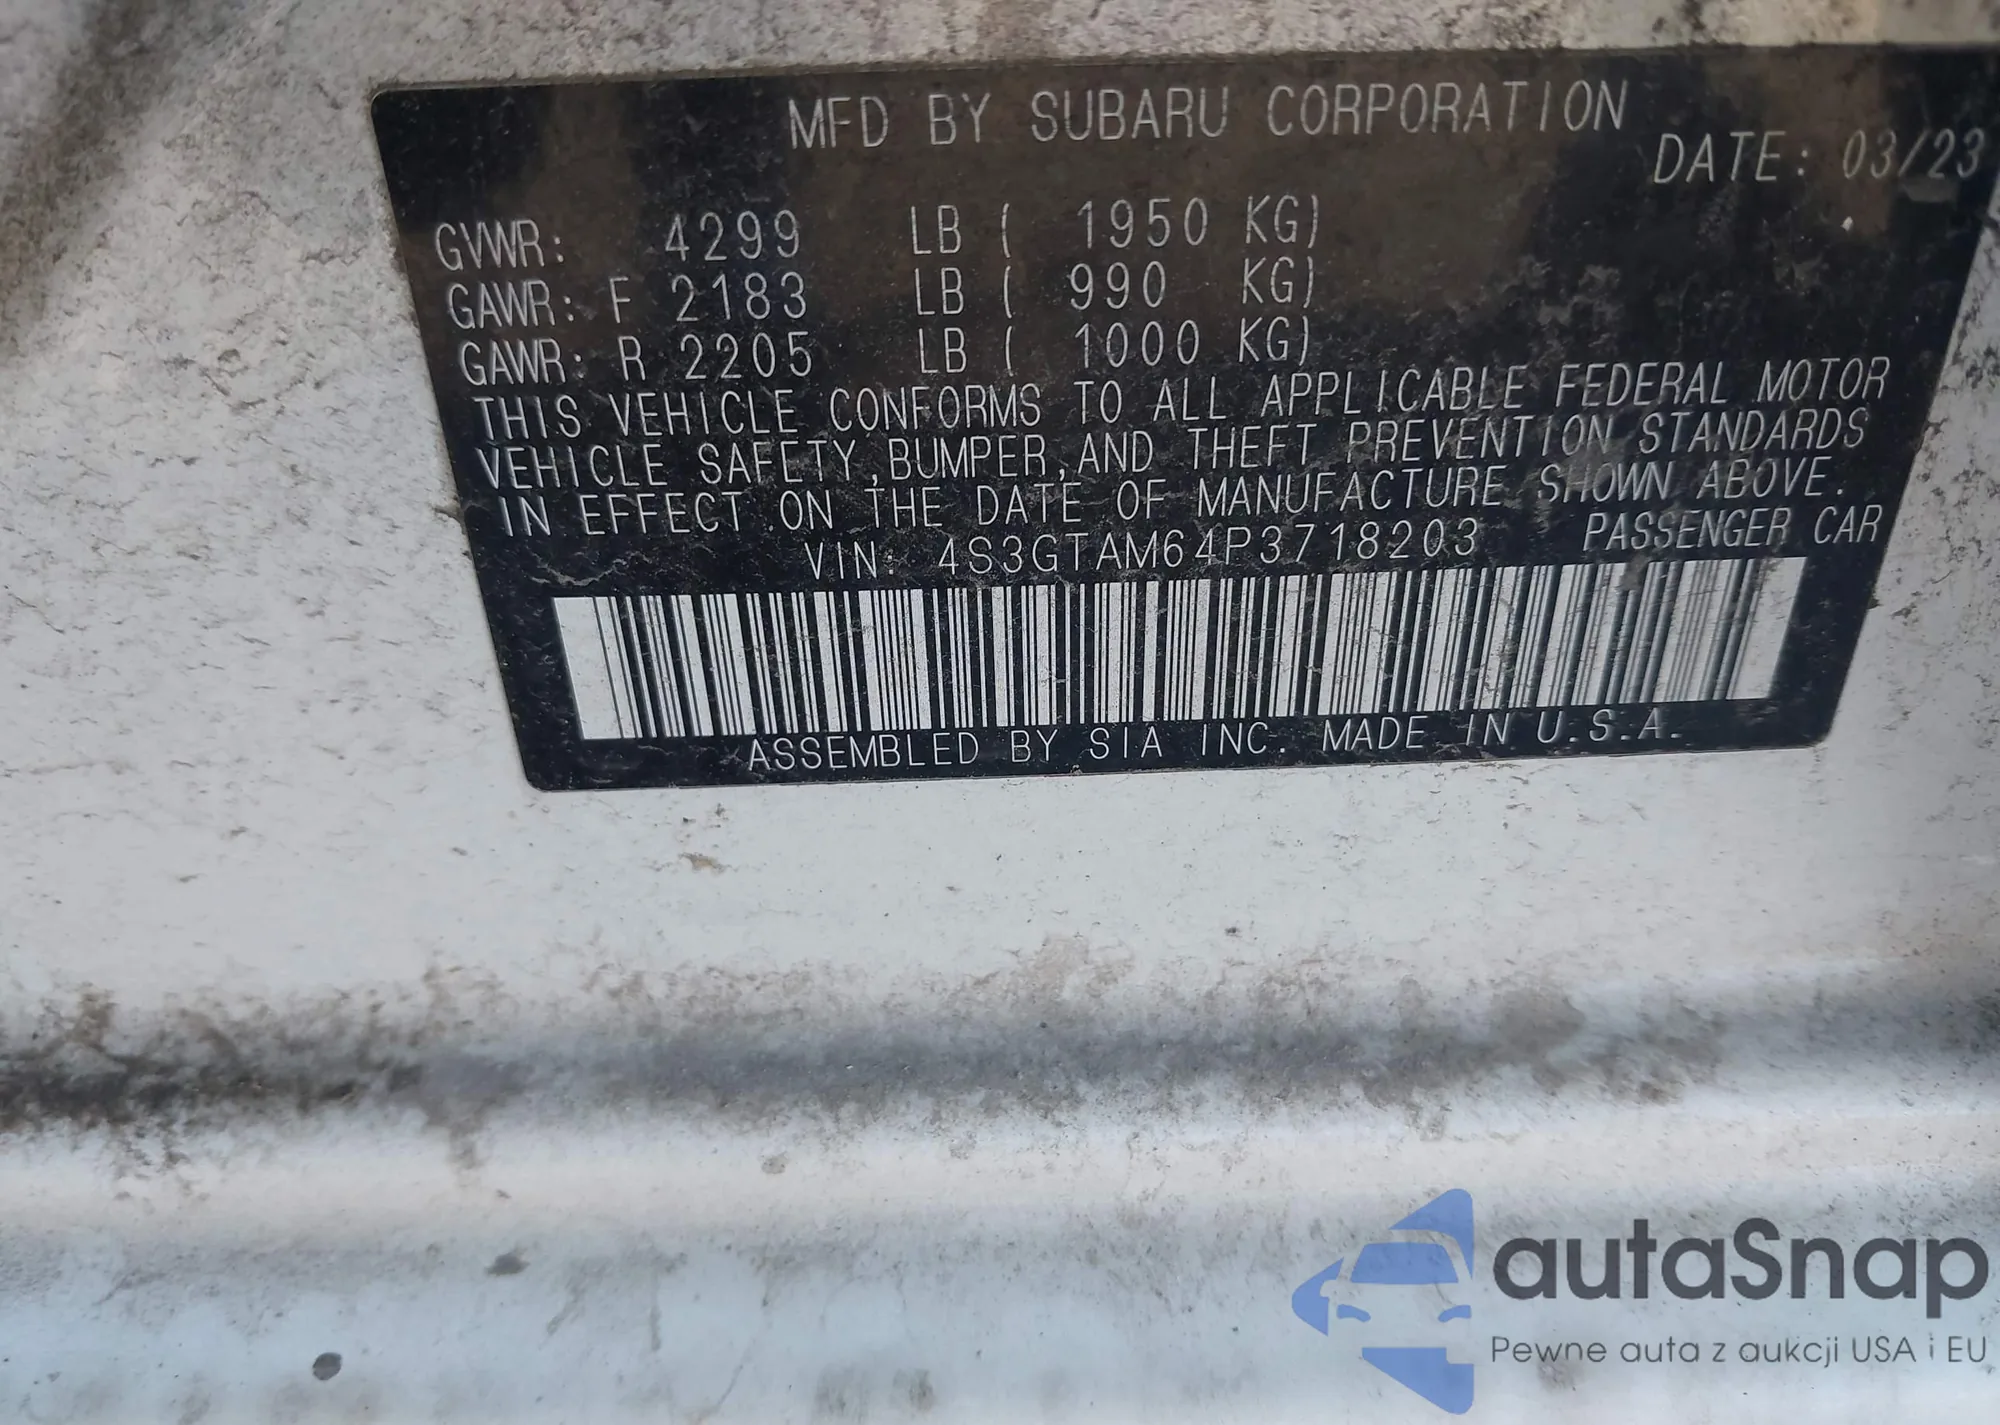 MFD BY SUBARU CORPORATION
DATE: 03/23
GVWR: 4299 LB ( 1950 KG)
GAWR: F 2183 LB ( 990 KG)
GAWR: R 2205 LB ( 1000 KG)
THIS VEHICLE CONFORMS TO ALL APPLICABLE FEDERAL MOTOR
VEHICLE SAFETY,BUMPER,AND THEFT PREVENTION STANDARDS
IN EFFECT ON THE DATE OF MANUFACTURE SHOWN ABOVE.
VIN: 4S3GTAM64P3718203 PASSENGER CAR
ASSEMBLED BY SIA INC. MADE IN U.S.A.
autaSnap
Pewne auta z aukcji USA i EU